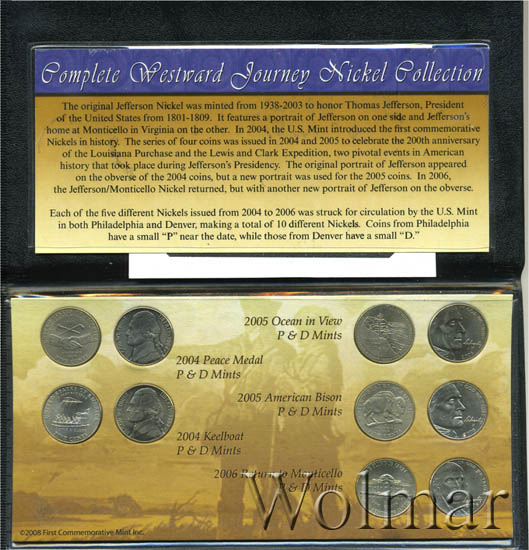 Complete Westward Journey Nickel Collection
The original Jefferson Nickel was minted from 1938-2003 to honor Thomas Jefferson, President
of the United States from 1801-1809. It features a portrait of Jefferson on one side and Jefferson's
home at Monticello in Virginia on the other. In 2004, the U.S. Mint introduced the first commemorative
Nickels in history. The series of four coins was issued in 2004 and 2005 to celebrate the 200th anniversary
of the Louisiana Purchase and the Lewis and Clark Expedition, two pivotal events in American
history that took place during Jefferson's Presidency. The original portrait of Jefferson appeared
on the obverse of the 2004 coins, but a new portrait was used for the 2005 coins. In 2006,
the Jefferson/Monticello Nickel returned, but with another new portrait of Jefferson on the obverse.
Each of the five different Nickels issued from 2004 to 2006 was struck for circulation by the U.S. Mint
in both Philadelphia and Denver, making a total of 10 different Nickels. Coins from Philadelphia
have a small "P" near the date, while those from Denver have a small "D."
2004 Peace Medal
P & D Mints
2004 Keelboat
P & D Mints
2005 Ocean in View
P & D Mints
2005 American Bison
P & D Mints
2006 Return to Monticello
P & D Mints
Liberty
Liberty
©2008 First Commemorative Mint Inc.
Wolmar